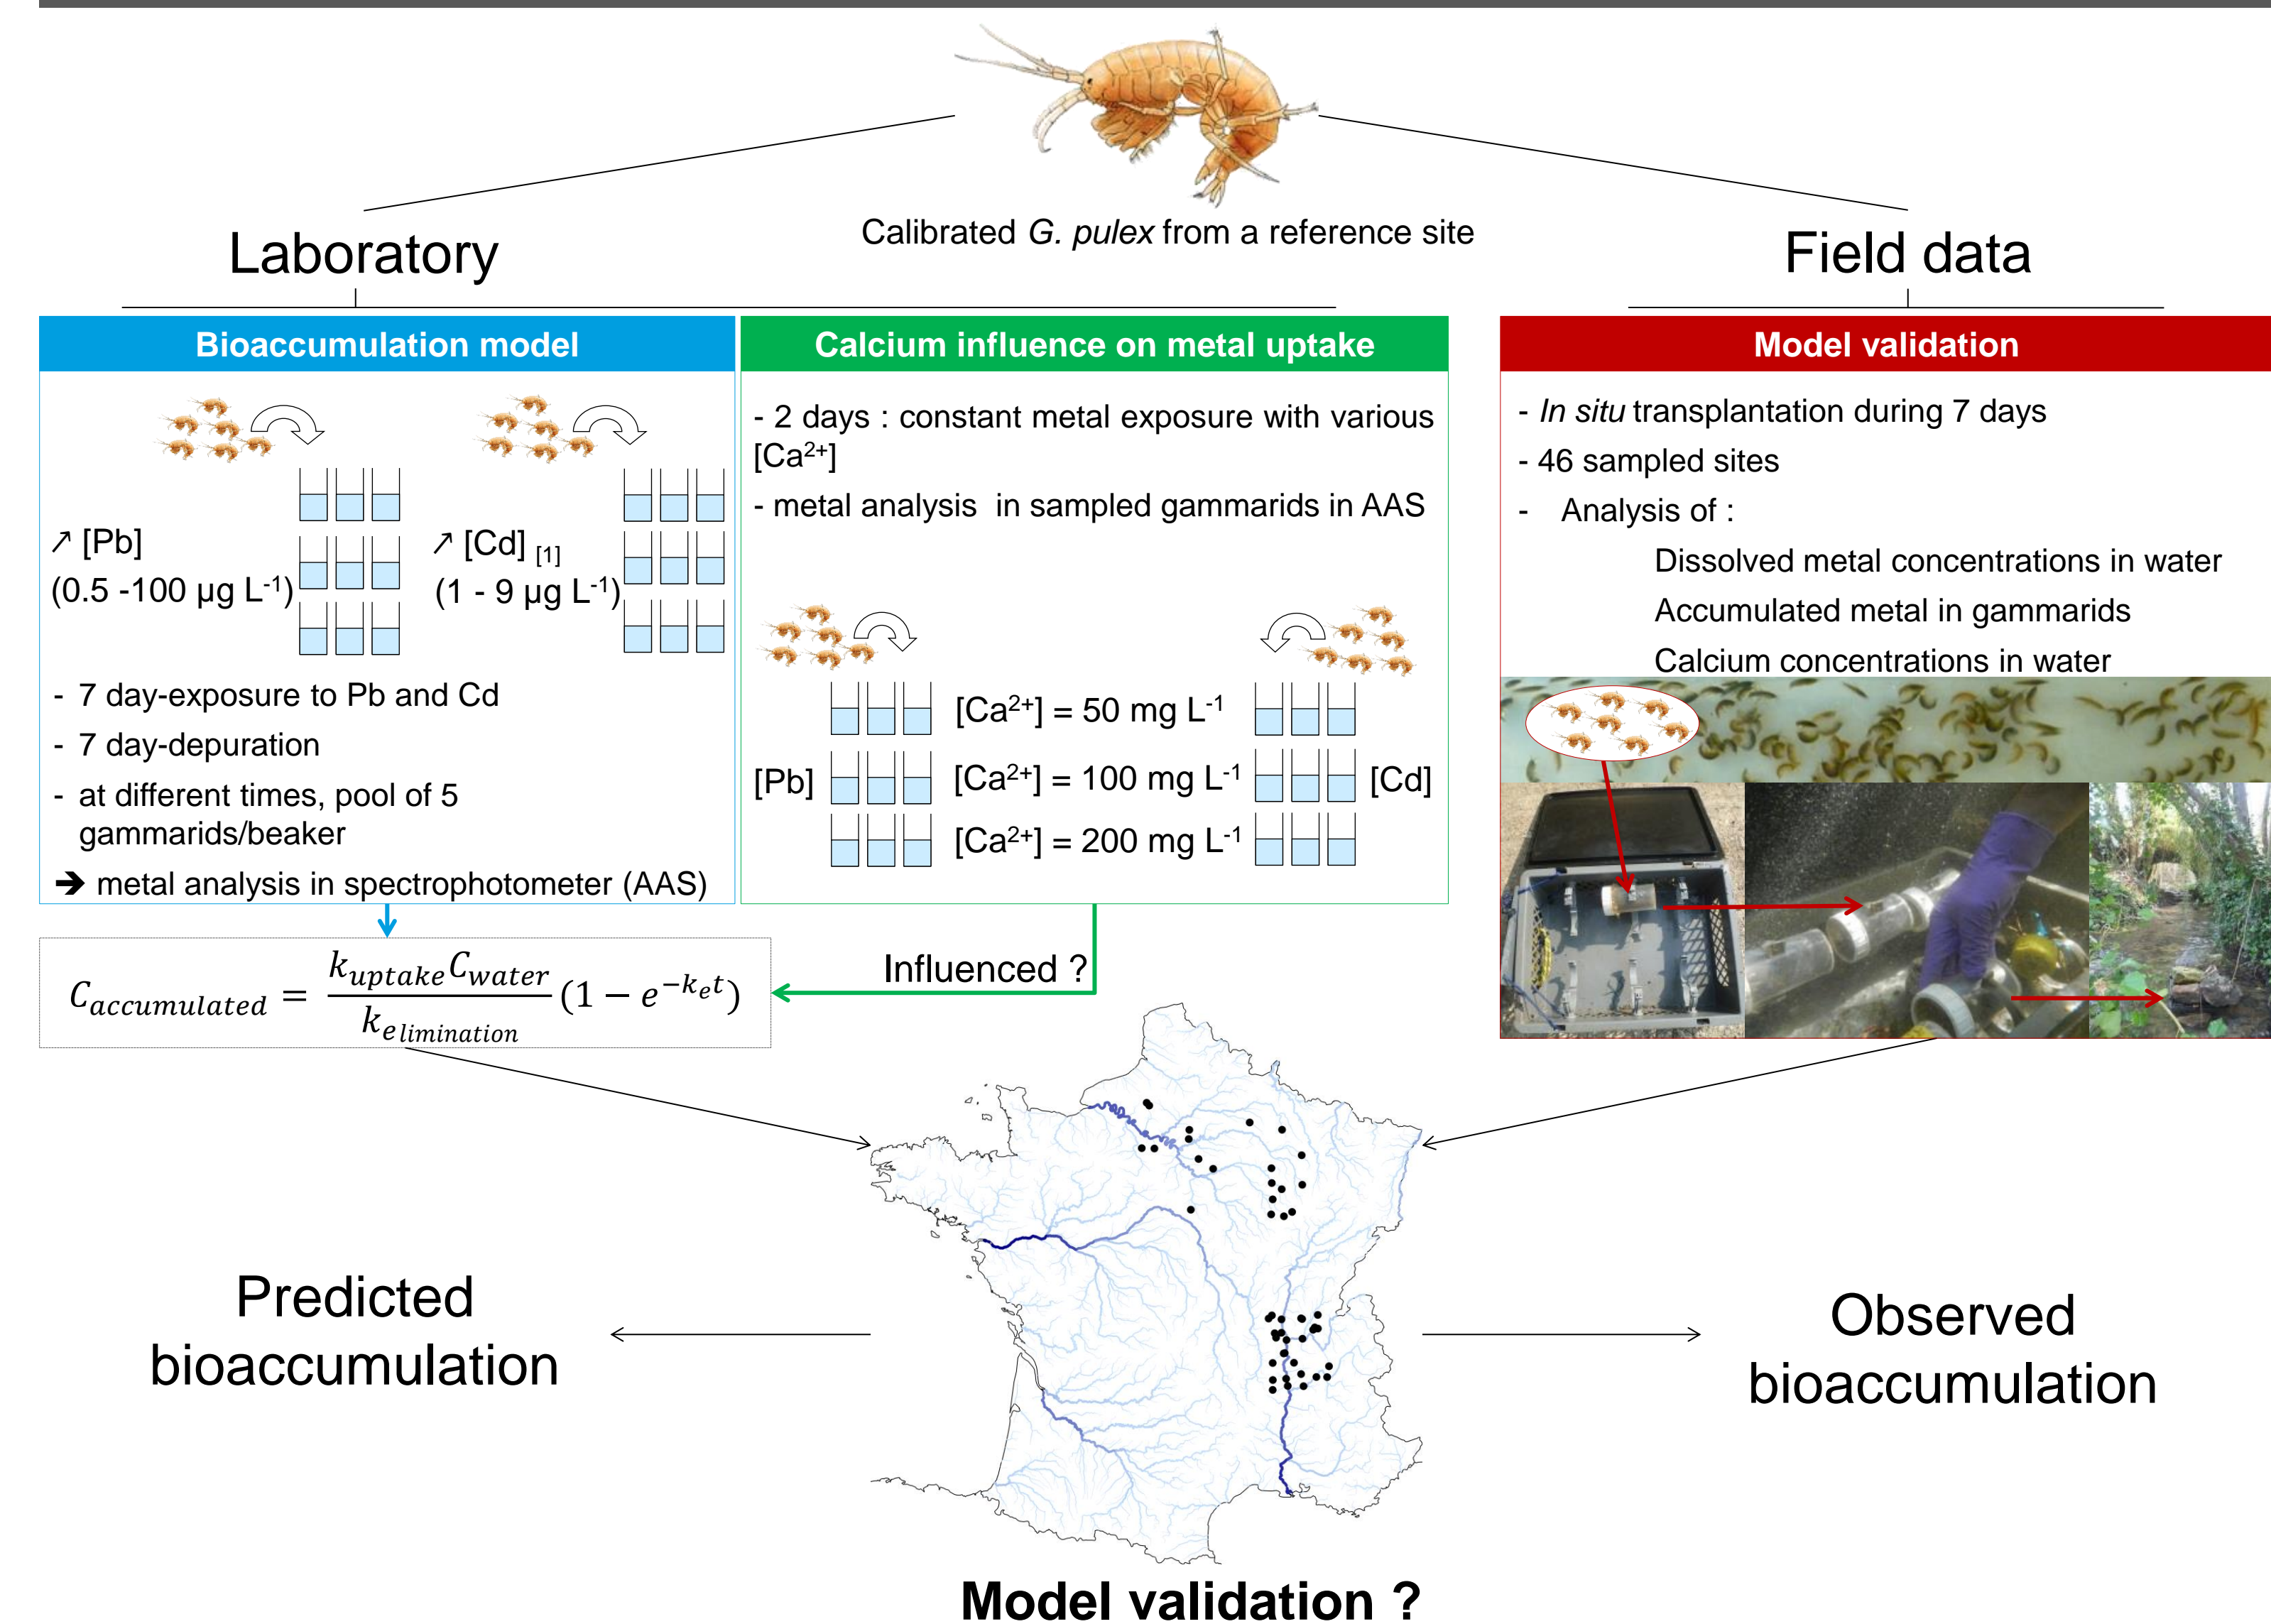 Calibrated G. pulex from a reference site
Laboratory
Field data
Bioaccumulation model
↗ [Pb]
(0.5 -100 µg L-1)
↗ [Cd] [1]
(1 - 9 µg L-1)
- 7 day-exposure to Pb and Cd
- 7 day-depuration
- at different times, pool of 5
gammarids/beaker
➔ metal analysis in spectrophotometer (AAS)
Calcium influence on metal uptake
- 2 days : constant metal exposure with various
[Ca2+]
- metal analysis in sampled gammarids in AAS
[Ca2+] = 50 mg L-1
[Pb] [Ca2+] = 100 mg L-1 [Cd]
[Ca2+] = 200 mg L-1
Model validation
- In situ transplantation during 7 days
- 46 sampled sites
- Analysis of :
Dissolved metal concentrations in water
Accumulated metal in gammarids
Calcium concentrations in water
C_accumulated = k_uptake C_water / k_elimination (1 − e^−k_e t)
Influenced ?
Predicted
bioaccumulation
Observed
bioaccumulation
Model validation ?